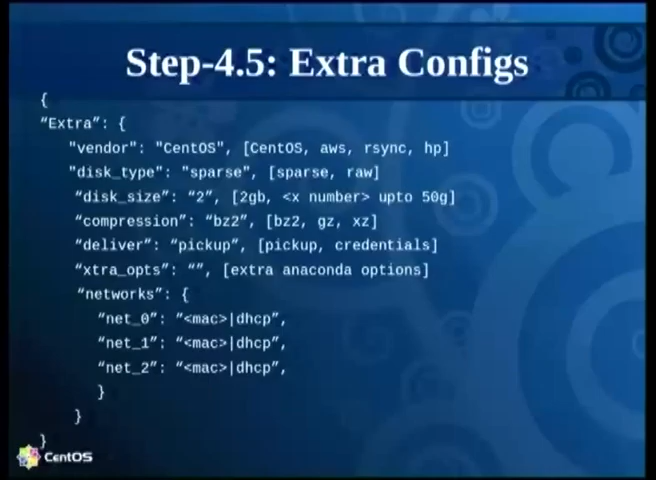 Step-4.5: Extra Configs
{
“Extra”: {
"vendor": "CentOS", [CentOS, aws, rsync, hp]
"disk_type": "sparse", [sparse, raw]
“disk_size”: “2”, [2gb, <x number> upto 50g]
“compression”: “bz2”, [bz2, gz, xz]
“deliver”: “pickup”, [pickup, credentials]
“xtra_opts”: “”, [extra anaconda options]
“networks”: {
“net_0”: “<mac>|dhcp”,
“net_1”: “<mac>|dhcp”,
“net_2”: “<mac>|dhcp”,
}
}
}
CentOS